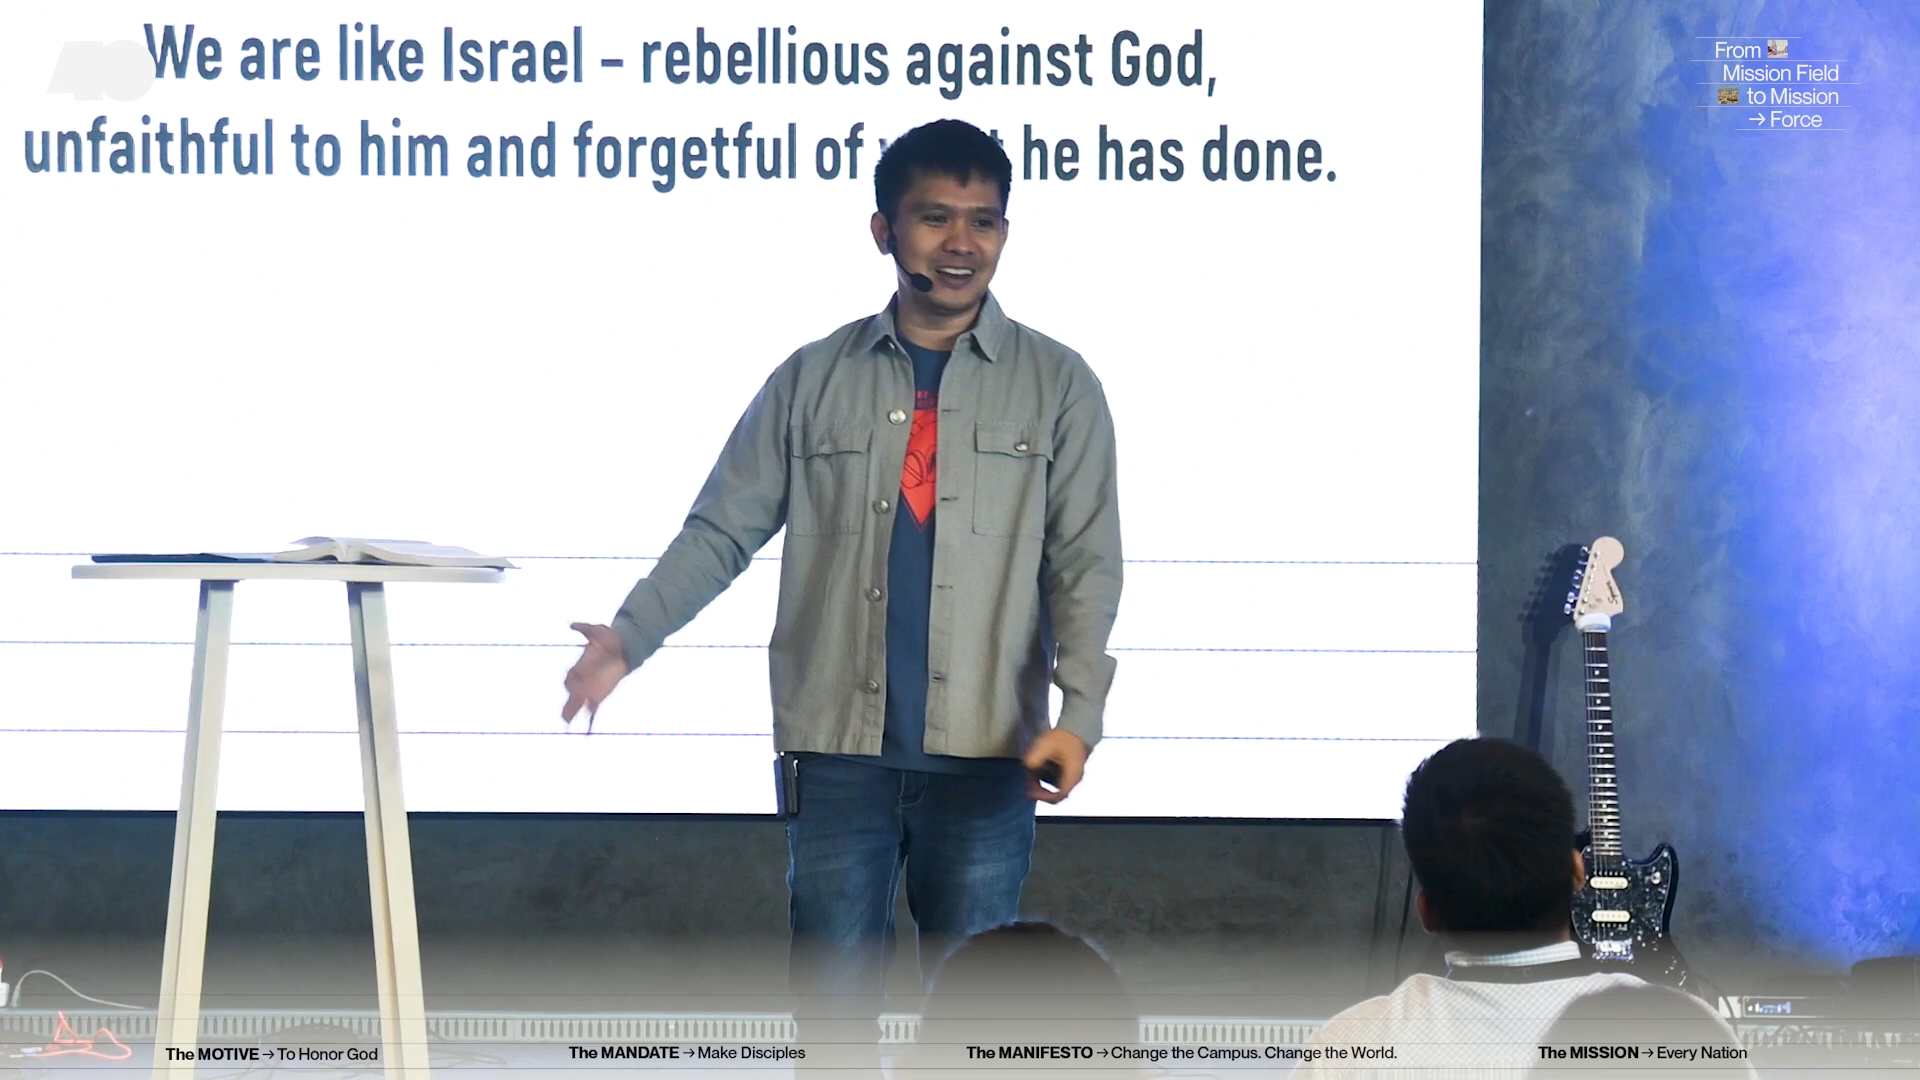 We are like Israel – rebellious against God,
unfaithful to him and forgetful of he has done.
40
From
Mission Field
to Mission
→ Force
Squier
The MOTIVE → To Honor God
The MANDATE → Make Disciples
The MANIFESTO → Change the Campus. Change the World.
The MISSION → Every Nation